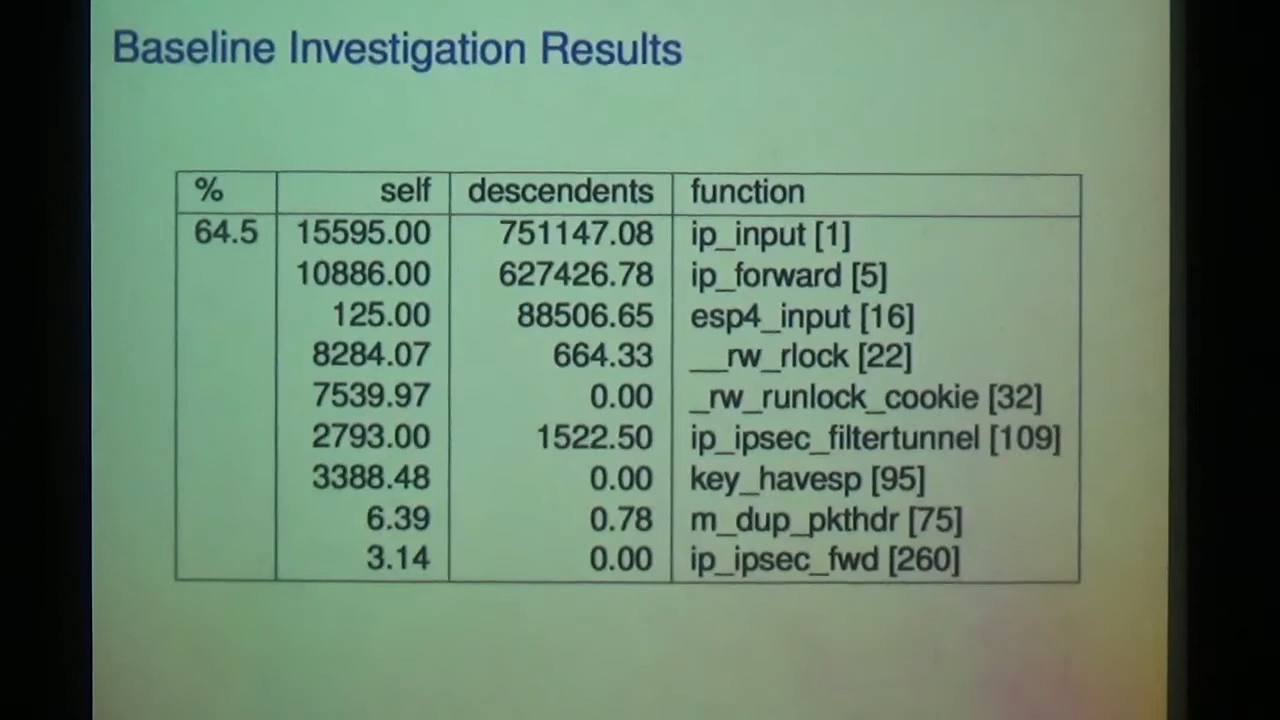 Baseline Investigation Results
% self descendents function
64.5 15595.00 751147.08 ip_input [1]
10886.00 627426.78 ip_forward [5]
125.00 88506.65 esp4_input [16]
8284.07 664.33 __rw_rlock [22]
7539.97 0.00 _rw_runlock_cookie [32]
2793.00 1522.50 ip_ipsec_filtertunnel [109]
3388.48 0.00 key_havesp [95]
6.39 0.78 m_dup_pkthdr [75]
3.14 0.00 ip_ipsec_fwd [260]